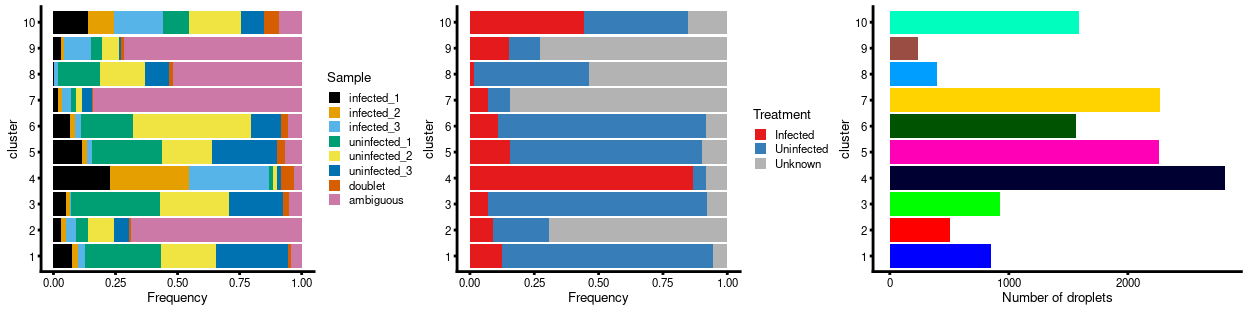 cluster
10
9
8
7
6
5
4
3
2
1
0.00 0.25 0.50 0.75 1.00
Frequency
Sample
infected_1
infected_2
infected_3
uninfected_1
uninfected_2
uninfected_3
doublet
ambiguous
cluster
10
9
8
7
6
5
4
3
2
1
0.00 0.25 0.50 0.75 1.00
Frequency
Treatment
Infected
Uninfected
Unknown
cluster
10
9
8
7
6
5
4
3
2
1
0 1000 2000
Number of droplets